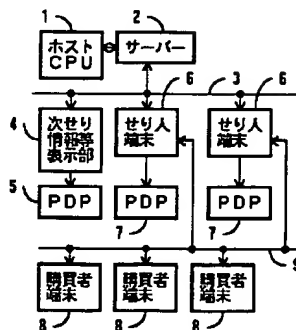 1
2
ホスト
CPU
サーバー
6
3
6
4
次せり
情報等
表示部
せり人
端末
せり人
端末
5
PDP
PDP
PDP
7
7
9
購買者
端末
購買者
端末
購買者
端末
8
8
8